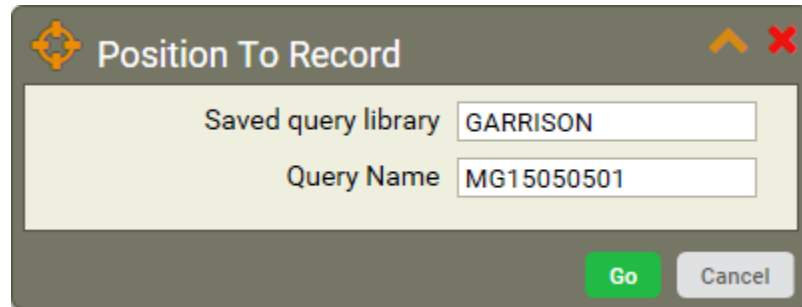 Position To Record
Saved query library GARRISON
Query Name MG15050501
Go Cancel